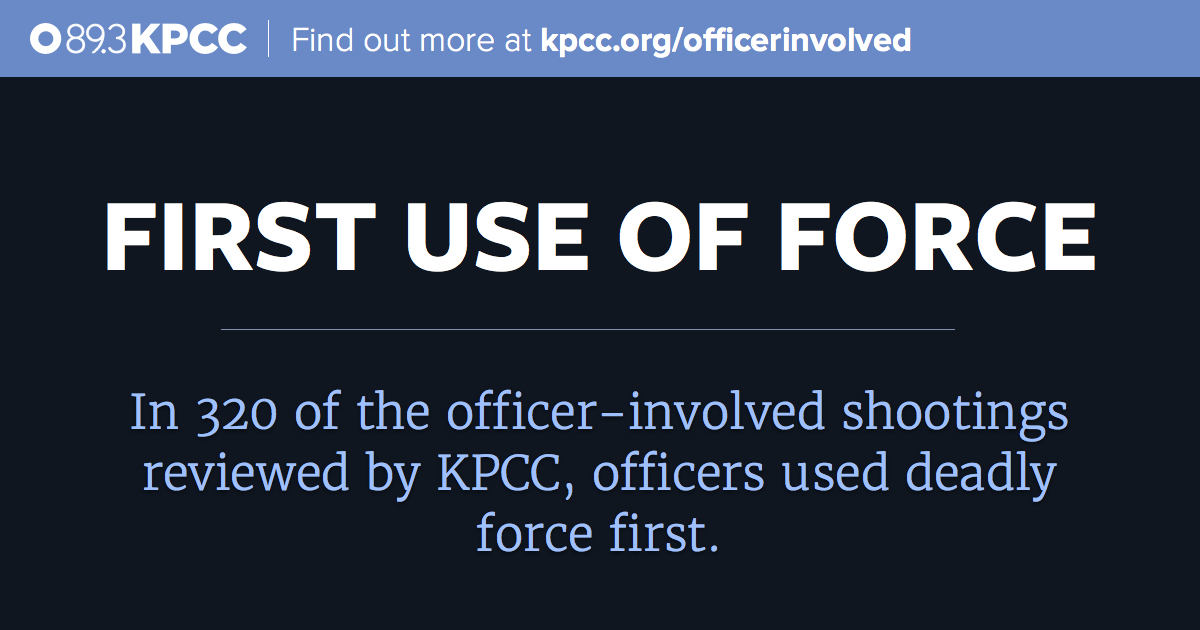 89.3 KPCC Find out more at kpcc.org/officerinvolved
FIRST USE OF FORCE
In 320 of the officer-involved shootings
reviewed by KPCC, officers used deadly
force first.